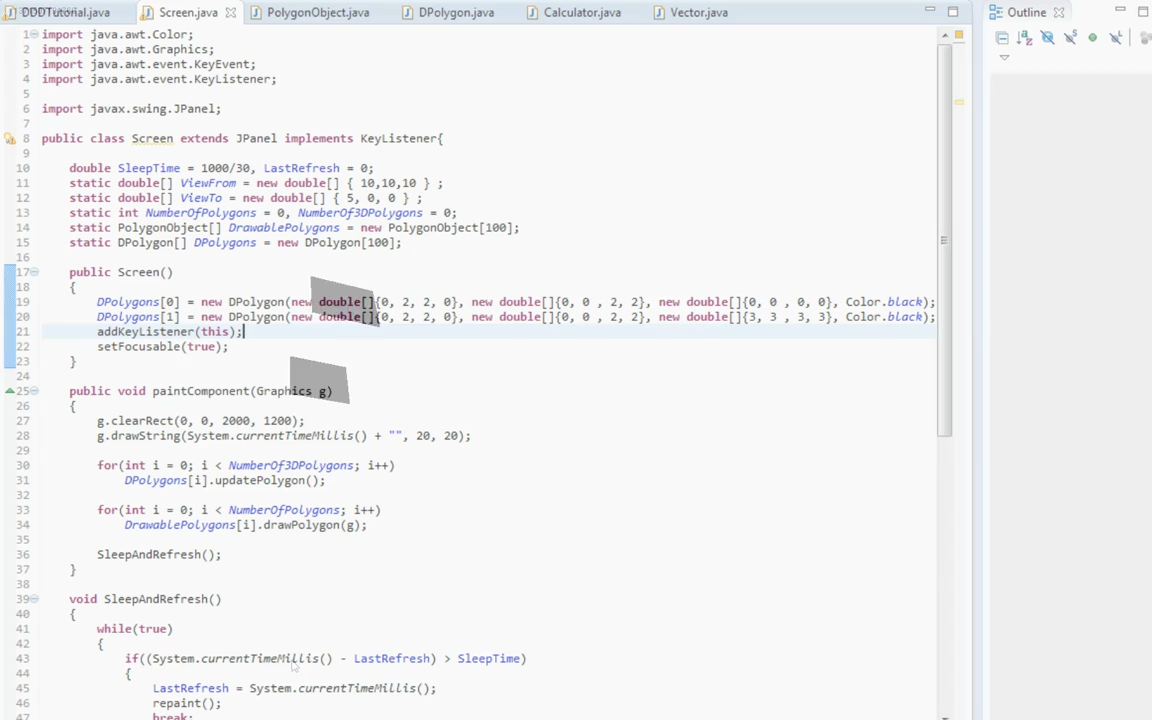 DDDTutorial.java Screen.java PolygonObject.java DPolygon.java Calculator.java Vector.java Outline
1 import java.awt.Color;
2 import java.awt.Graphics;
3 import java.awt.event.KeyEvent;
4 import java.awt.event.KeyListener;
5
6 import javax.swing.JPanel;
7
8 public class Screen extends JPanel implements KeyListener{
9
10 double SleepTime = 1000/30, LastRefresh = 0;
11 static double[] ViewFrom = new double[] { 10,10,10 } ;
12 static double[] ViewTo = new double[] { 5, 0, 0 } ;
13 static int NumberOfPolygons = 0, NumberOf3DPolygons = 0;
14 static PolygonObject[] DrawablePolygons = new PolygonObject[100];
15 static DPolygon[] DPolygons = new DPolygon[100];
16
17 public Screen()
18 {
19 DPolygons[0] = new DPolygon(new double[]{0, 2, 2, 0}, new double[]{0, 0 , 2, 2}, new double[]{0, 0 , 0, 0}, Color.black);
20 DPolygons[1] = new DPolygon(new double[]{0, 2, 2, 0}, new double[]{0, 0 , 2, 2}, new double[]{3, 3 , 3, 3}, Color.black);
21 addKeyListener(this);
22 setFocusable(true);
23 }
24
25 public void paintComponent(Graphics g)
26 {
27 g.clearRect(0, 0, 2000, 1200);
28 g.drawString(System.currentTimeMillis() + "", 20, 20);
29
30 for(int i = 0; i < NumberOf3DPolygons; i++)
31 DPolygons[i].updatePolygon();
32
33 for(int i = 0; i < NumberOfPolygons; i++)
34 DrawablePolygons[i].drawPolygon(g);
35
36 SleepAndRefresh();
37 }
38
39 void SleepAndRefresh()
40 {
41 while(true)
42 {
43 if((System.currentTimeMillis() - LastRefresh) > SleepTime)
44 {
45 LastRefresh = System.currentTimeMillis();
46 repaint();
47 break;